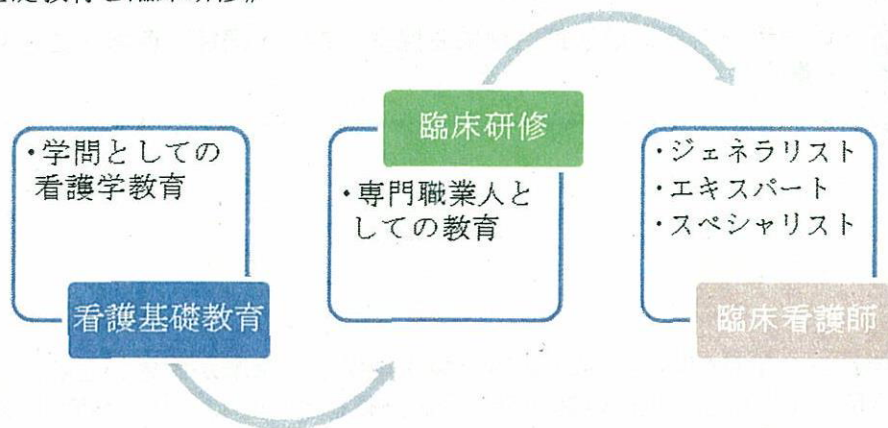 ・学問としての
看護学教育
看護基礎教育
臨床研修
・専門職業人と
しての教育
・ジェネラリスト
・エキスパート
・スペシャリスト
臨床看護師